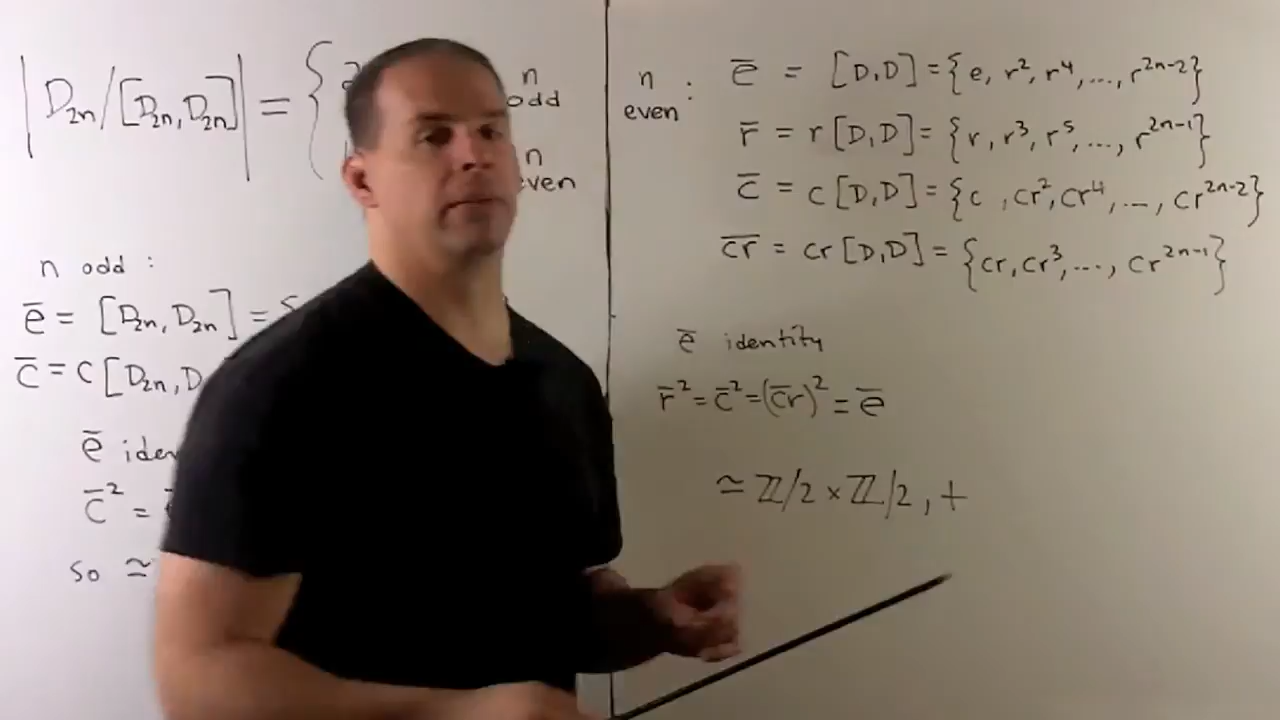 |D₂ₙ/[D₂ₙ,D₂ₙ]| = {
n
odd
n
even
n odd :
e̅ = [D₂ₙ,D₂ₙ] =
c̅ = c[D₂ₙ,D
e̅ iden
c̅² =
so ≃
n
even :
e̅ = [D,D] = {e, r², r⁴, ..., r²ⁿ⁻²}
r̅ = r[D,D] = {r, r³, r⁵, ..., r²ⁿ⁻¹}
c̅ = c[D,D] = {c, cr², cr⁴, ..., cr²ⁿ⁻²}
c̅r̅ = cr[D,D] = {cr, cr³, ..., cr²ⁿ⁻¹}
e̅ identity
r̅² = c̅² = (c̅r̅)² = e̅
≃ ℤ/2 × ℤ/2, +